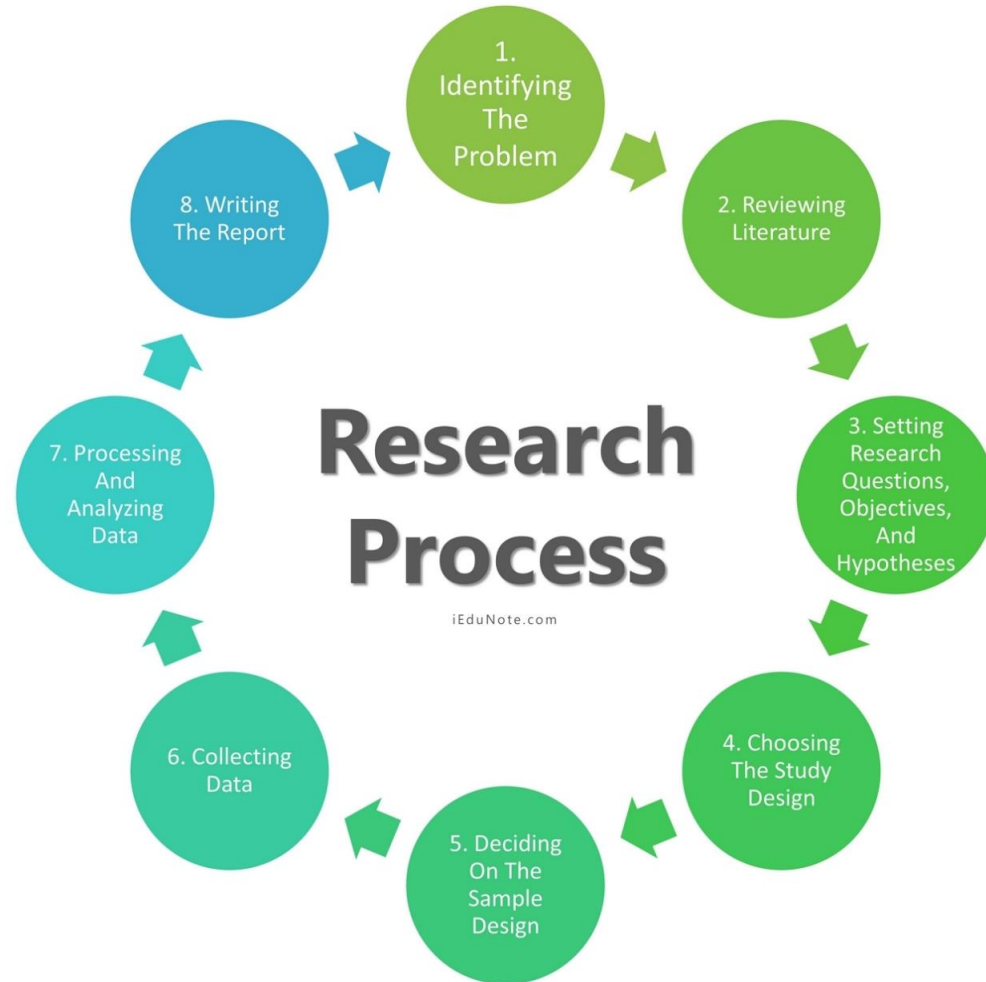 1.
Identifying
The
Problem
2. Reviewing
Literature
3. Setting
Research
Questions,
Objectives,
And
Hypotheses
4. Choosing
The Study
Design
5. Deciding
On The
Sample
Design
6. Collecting
Data
7. Processing
And
Analyzing
Data
8. Writing
The Report
Research
Process
iEduNote.com